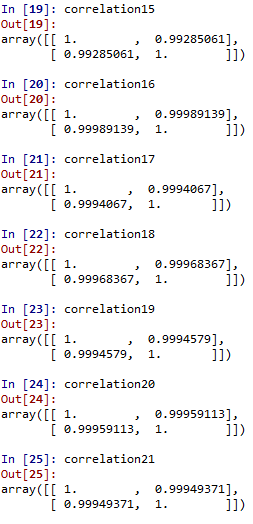 In [19]: correlation15
Out[19]:
array([[ 1.        ,  0.99285061],
       [ 0.99285061,  1.        ]])
In [20]: correlation16
Out[20]:
array([[ 1.        ,  0.99989139],
       [ 0.99989139,  1.        ]])
In [21]: correlation17
Out[21]:
array([[ 1.       ,  0.9994067],
       [ 0.9994067,  1.       ]])
In [22]: correlation18
Out[22]:
array([[ 1.        ,  0.99968367],
       [ 0.99968367,  1.        ]])
In [23]: correlation19
Out[23]:
array([[ 1.       ,  0.9994579],
       [ 0.9994579,  1.       ]])
In [24]: correlation20
Out[24]:
array([[ 1.        ,  0.99959113],
       [ 0.99959113,  1.        ]])
In [25]: correlation21
Out[25]:
array([[ 1.        ,  0.99949371],
       [ 0.99949371,  1.        ]])